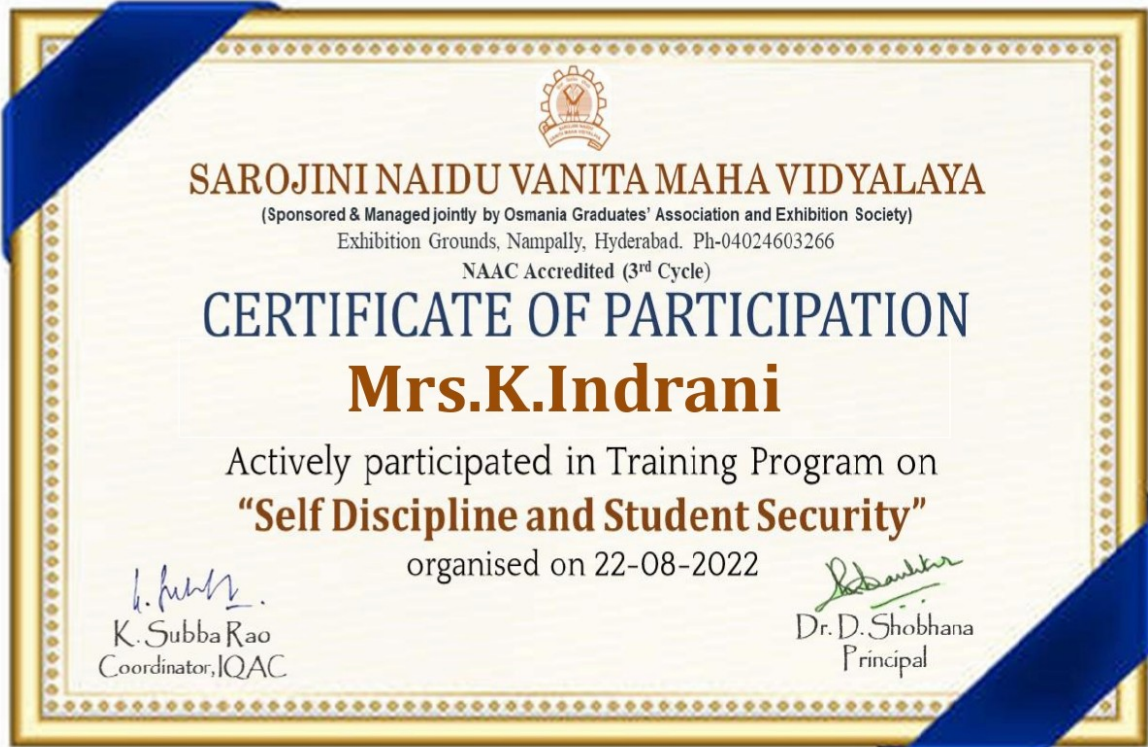 SAROJINI NAIDU VANITA MAHA VIDYALAYA
(Sponsored & Managed jointly by Osmania Graduates' Association and Exhibition Society)
Exhibition Grounds, Nampally, Hyderabad. Ph-04024603266
NAAC Accredited (3rd Cycle)
CERTIFICATE OF PARTICIPATION
Mrs.K.Indrani
Actively participated in Training Program on
“Self Discipline and Student Security”
organised on 22-08-2022
K. Subba Rao
Coordinator, IQAC
Dr. D. Shobhana
Principal